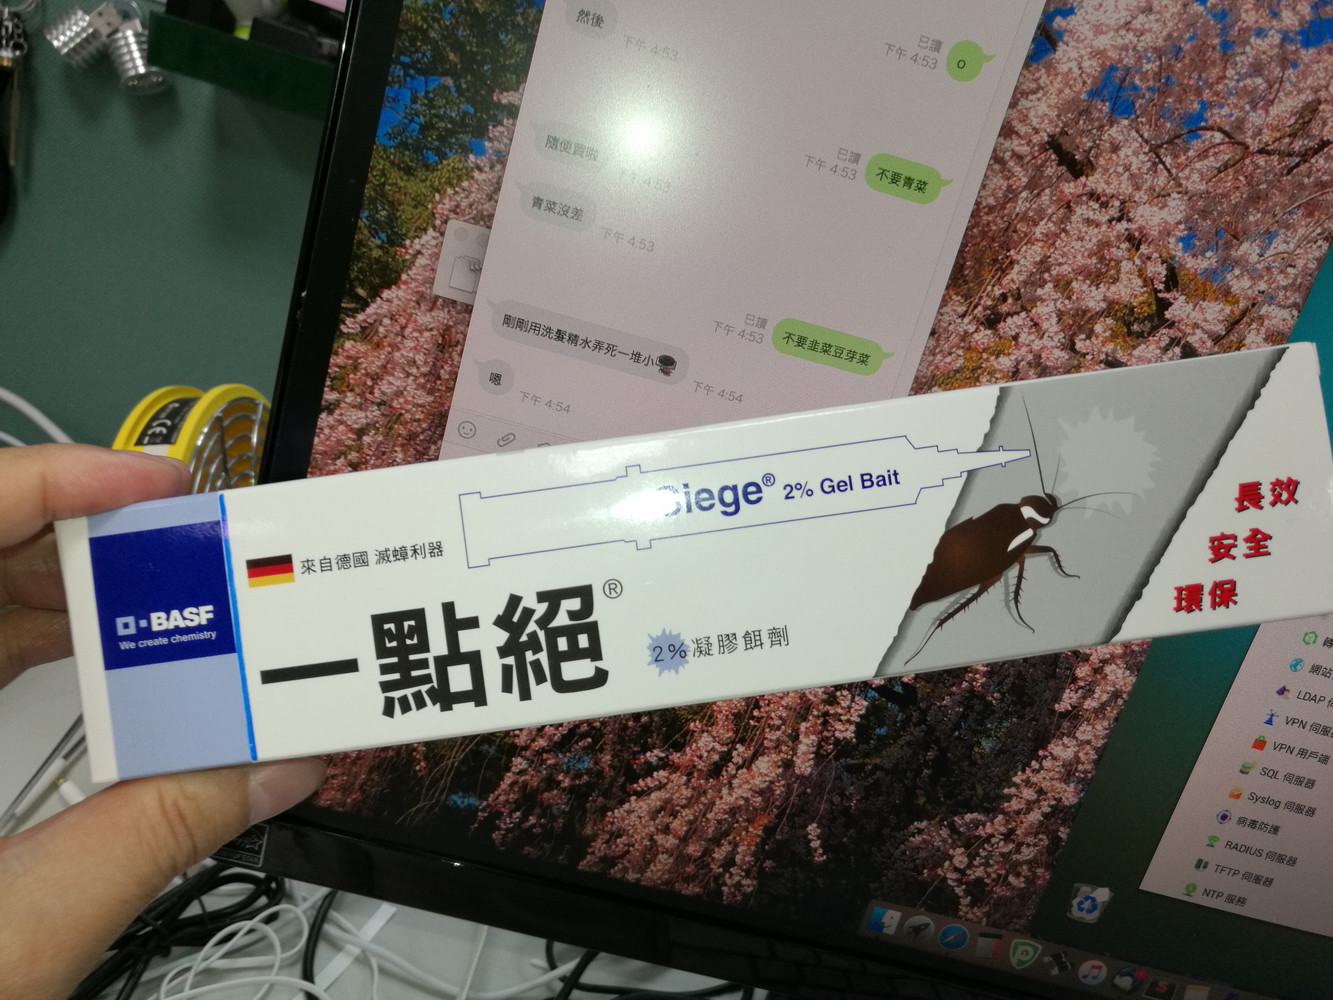 然後
下午 4:53
已讀
下午 4:53
o
隨便買啦
下午 4:53
已讀
下午 4:53
不要青菜
青菜沒差
下午 4:53
已讀
下午 4:53
不要韭菜豆芽菜
剛剛用洗髮精水弄死一堆小
下午 4:54
嗯
下午 4:54
CE
BASF
We create chemistry
來自德國 滅蟑利器
Siege® 2% Gel Bait
一點絕®
2% 凝膠餌劑
長效
安全
環保
網站
LDAP
VPN 伺服
VPN 用戶端
SQL 伺服器
Syslog 伺服器
病毒防護
RADIUS 伺服器
TFTP 伺服器
NTP 服務